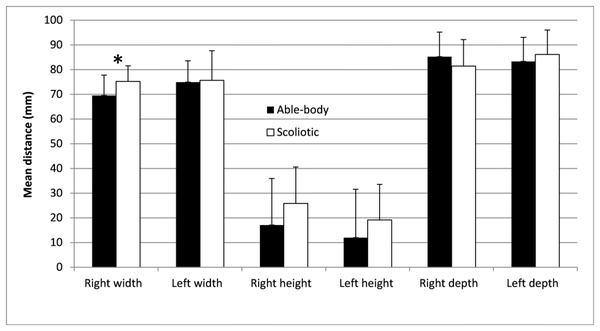 100
90
80
70
60
50
40
30
20
10
0
Mean distance (mm)
*
Able-body
Scoliotic
Right width
Left width
Right height
Left height
Right depth
Left depth